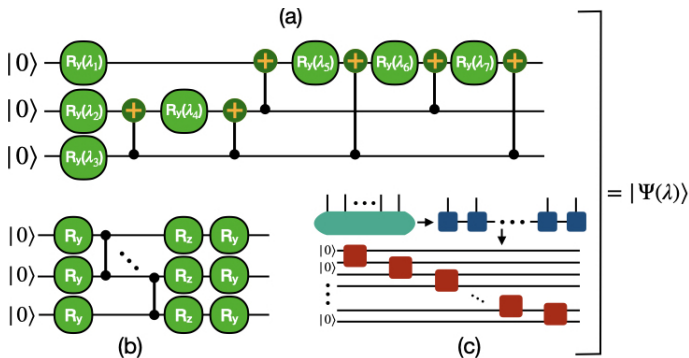 (a)
|0⟩ Ry(λ1) + Ry(λ5) + Ry(λ6) + Ry(λ7) +
|0⟩ Ry(λ2) + Ry(λ4) +
|0⟩ Ry(λ3)
= |Ψ(λ)⟩
|0⟩ Ry Rz Ry
|0⟩ Ry Rz Ry
|0⟩ Ry Rz Ry
(b)
|0⟩
|0⟩
|0⟩
(c)